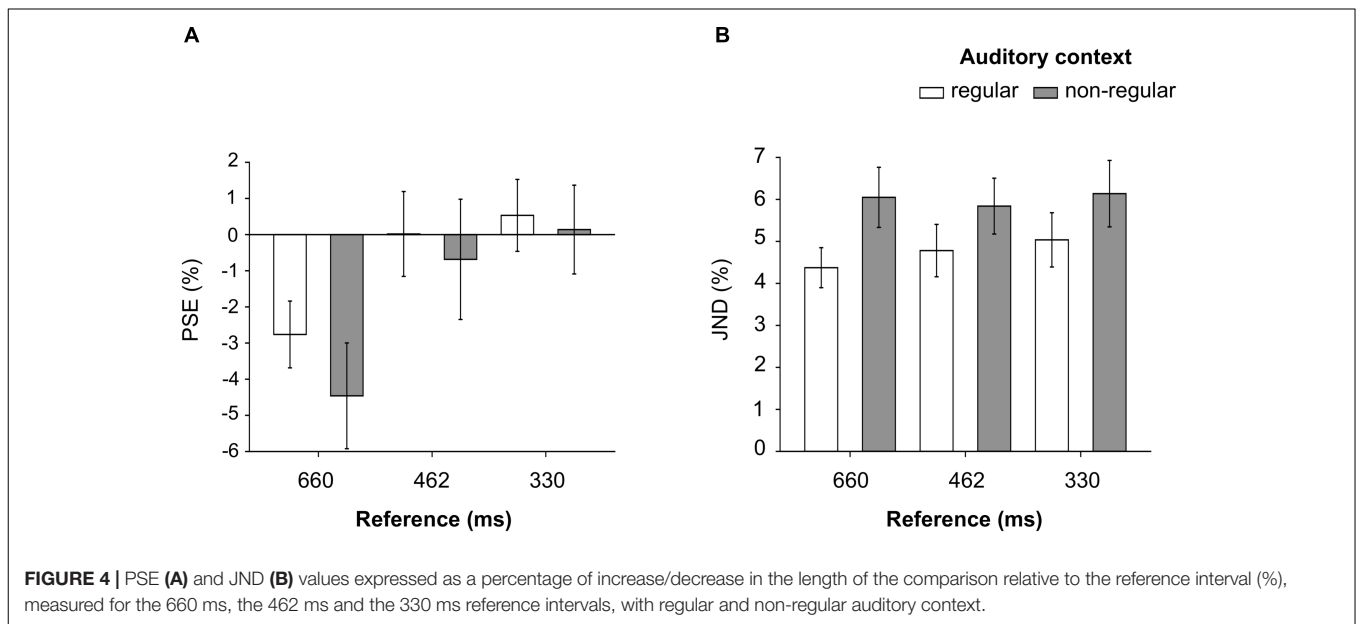 A
B
Auditory context
regular non-regular
2
1
0
-1
-2
-3
-4
-5
-6
PSE (%)
660 462 330
Reference (ms)
7
6
5
4
3
2
1
0
JND (%)
660 462 330
Reference (ms)
FIGURE 4 | PSE (A) and JND (B) values expressed as a percentage of increase/decrease in the length of the comparison relative to the reference interval (%),
measured for the 660 ms, the 462 ms and the 330 ms reference intervals, with regular and non-regular auditory context.